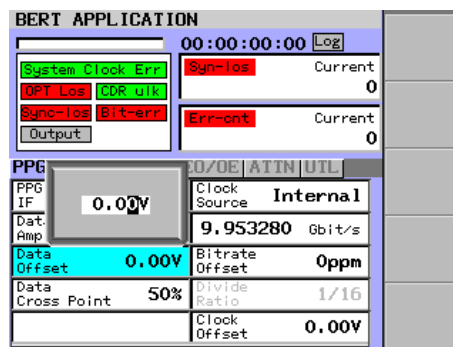 BERT APPLICATION
00:00:00:00 Log
System Clock Err
OPT Los CDR ulk
Sync-los Bit-err
Output
Syn-los Current
0
Err-cnt Current
0
PPG EO/OE ATTN UTL
PPG IF
0.00V
Clock Source Internal
Dat
Amp
9.953280 Gbit/s
Data Offset 0.00V
Bitrate Offset 0ppm
Data Cross Point 50%
Divide Ratio 1/16
Clock Offset 0.00V